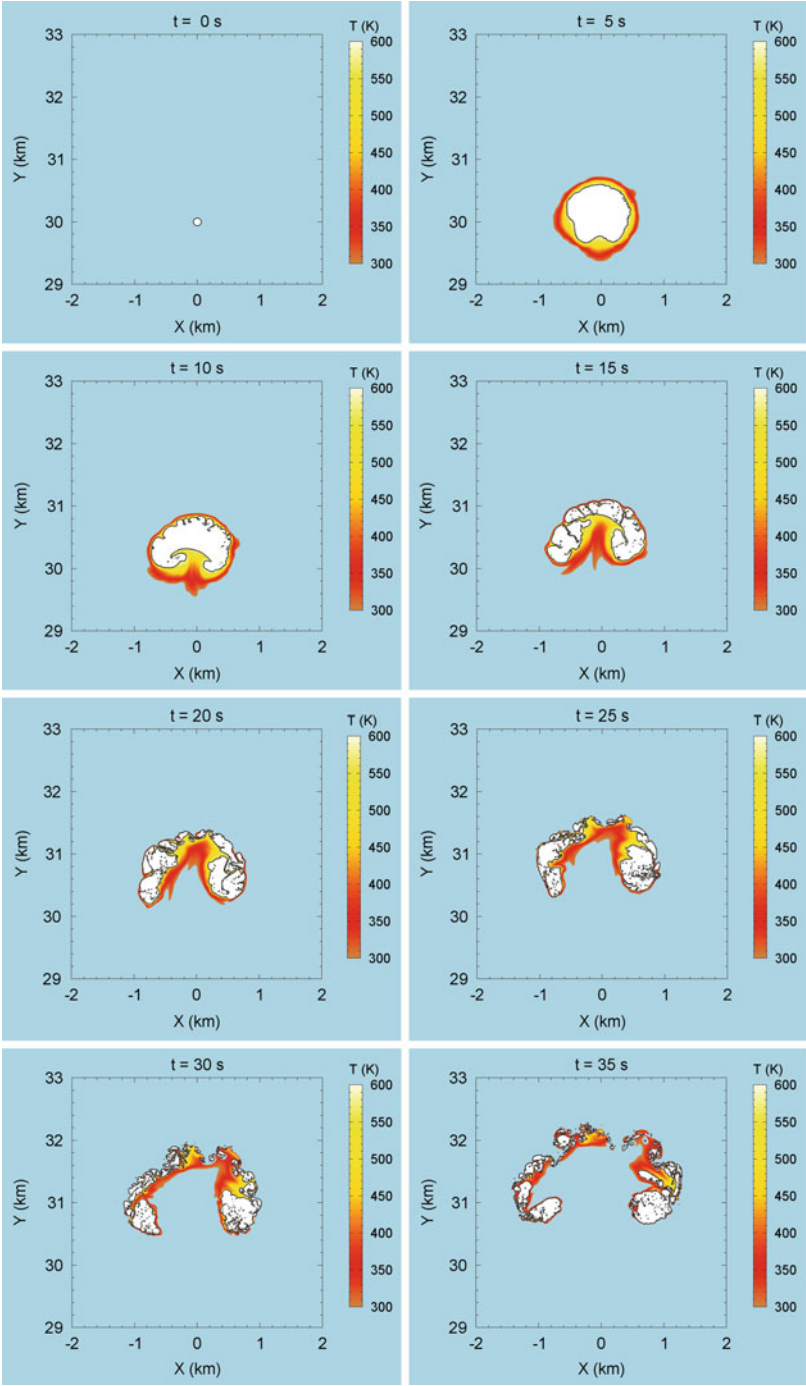 t = 0 s
T (K)
33
32
31
30
29
Y (km)
-2 -1 0 1 2
X (km)
600
550
500
450
400
350
300
t = 5 s
T (K)
33
32
31
30
29
Y (km)
-2 -1 0 1 2
X (km)
600
550
500
450
400
350
300
t = 10 s
T (K)
33
32
31
30
29
Y (km)
-2 -1 0 1 2
X (km)
600
550
500
450
400
350
300
t = 15 s
T (K)
33
32
31
30
29
Y (km)
-2 -1 0 1 2
X (km)
600
550
500
450
400
350
300
t = 20 s
T (K)
33
32
31
30
29
Y (km)
-2 -1 0 1 2
X (km)
600
550
500
450
400
350
300
t = 25 s
T (K)
33
32
31
30
29
Y (km)
-2 -1 0 1 2
X (km)
600
550
500
450
400
350
300
t = 30 s
T (K)
33
32
31
30
29
Y (km)
-2 -1 0 1 2
X (km)
600
550
500
450
400
350
300
t = 35 s
T (K)
33
32
31
30
29
Y (km)
-2 -1 0 1 2
X (km)
600
550
500
450
400
350
300